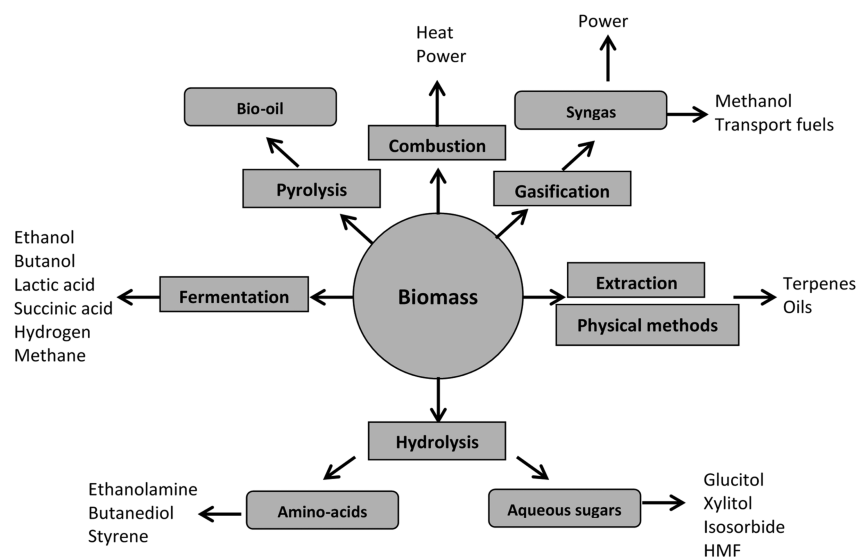 Power
Heat
Power
Bio-oil
Syngas
Methanol
Transport fuels
Combustion
Pyrolysis
Gasification
Ethanol
Butanol
Lactic acid
Succinic acid
Hydrogen
Methane
Fermentation
Biomass
Extraction
Physical methods
Terpenes
Oils
Hydrolysis
Ethanolamine
Butanediol
Styrene
Amino-acids
Aqueous sugars
Glucitol
Xylitol
Isosorbide
HMF